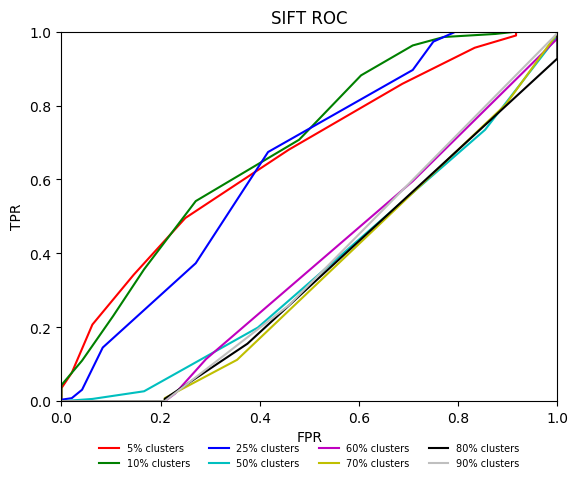 SIFT ROC
1.0
0.8
0.6
0.4
0.2
0.0
TPR
0.0 0.2 0.4 0.6 0.8 1.0
FPR
5% clusters 25% clusters 60% clusters 80% clusters
10% clusters 50% clusters 70% clusters 90% clusters